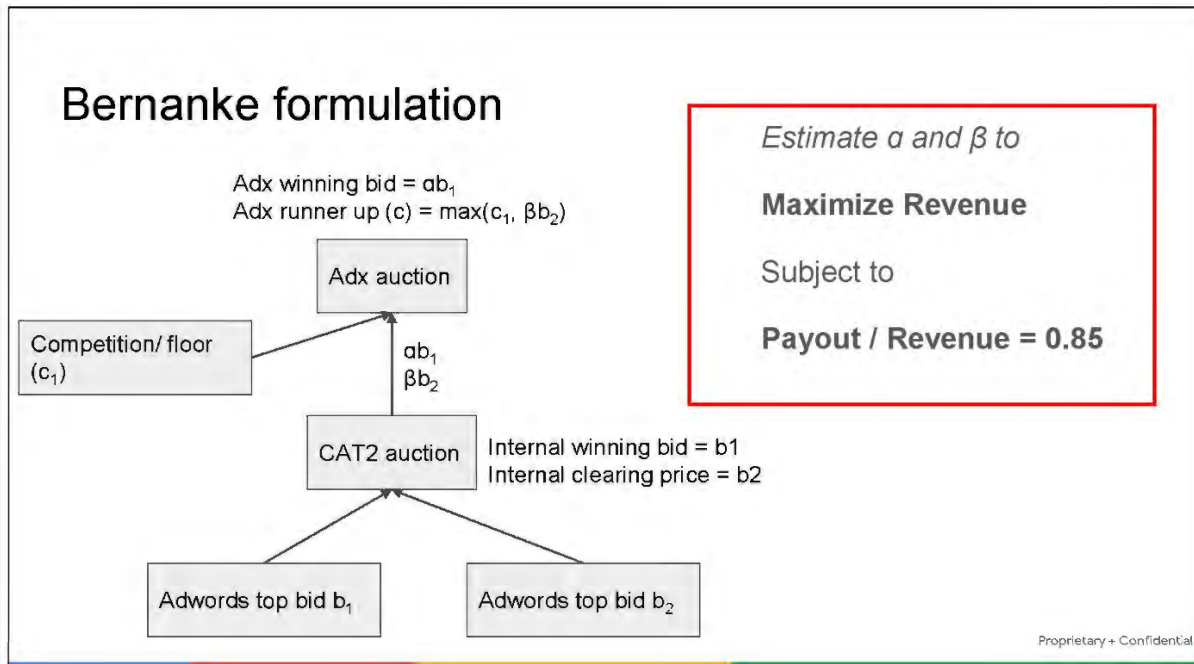 Bernanke formulation
Adx winning bid = αb₁
Adx runner up (c) = max(c₁, βb₂)
Adx auction
Competition/ floor
(c₁)
αb₁
βb₂
CAT2 auction
Internal winning bid = b1
Internal clearing price = b2
Adwords top bid b₁
Adwords top bid b₂
Estimate α and β to
Maximize Revenue
Subject to
Payout / Revenue = 0.85
Proprietary + Confidential